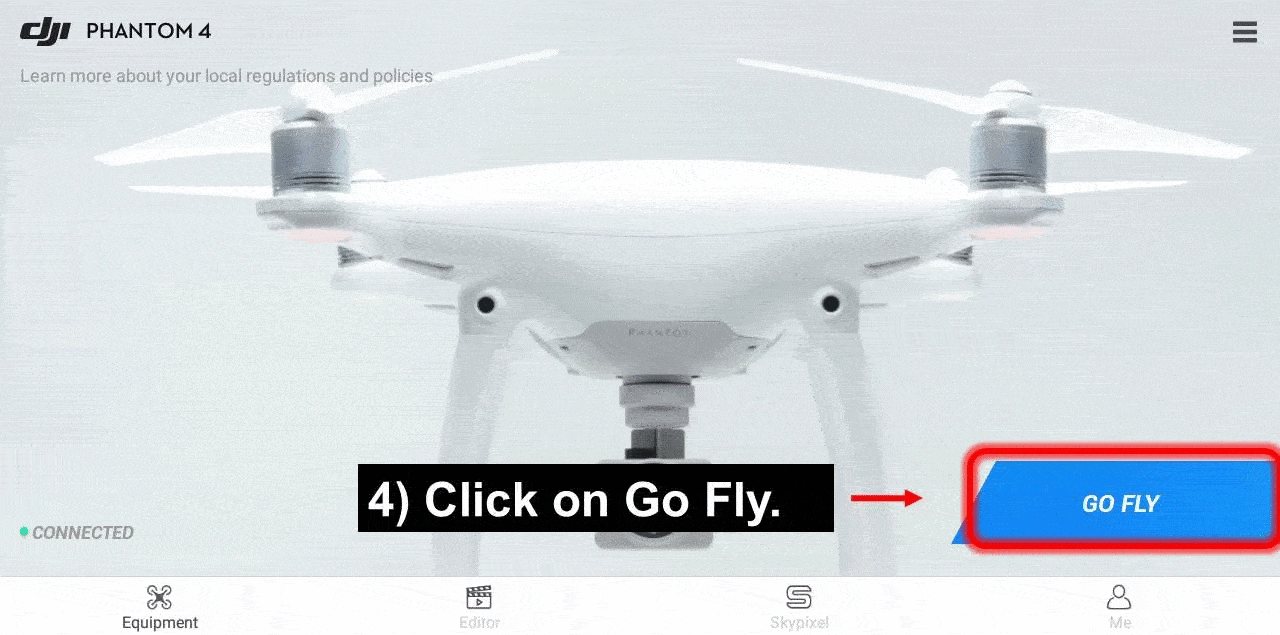 dji PHANTOM 4
Learn more about your local regulations and policies
PHANTOM
4) Click on Go Fly.
GO FLY
CONNECTED
Equipment
Editor
Skypixel
Me